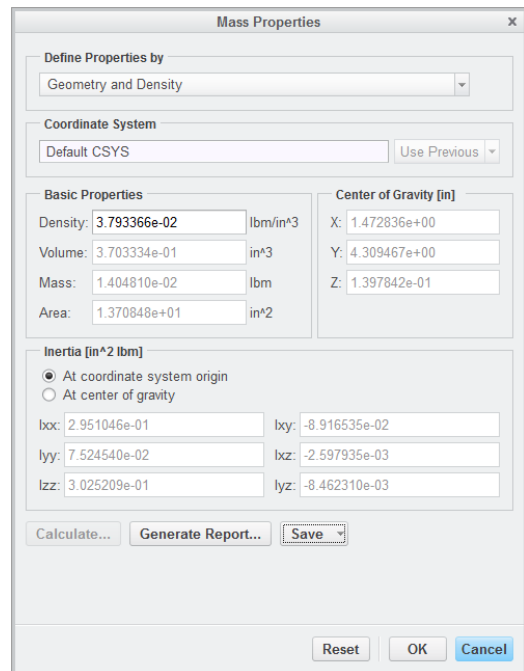 Mass Properties x
Define Properties by
Geometry and Density
Coordinate System
Default CSYS Use Previous
Basic Properties
Density: 3.793366e-02 lbm/in^3
Volume: 3.703334e-01 in^3
Mass: 1.404810e-02 lbm
Area: 1.370848e+01 in^2
Center of Gravity [in]
X: 1.472836e+00
Y: 4.309467e+00
Z: 1.397842e-01
Inertia [in^2 lbm]
At coordinate system origin
At center of gravity
Ixx: 2.951046e-01 Ixy: -8.916535e-02
Iyy: 7.524540e-02 Ixz: -2.597935e-03
Izz: 3.025209e-01 Iyz: -8.462310e-03
Calculate... Generate Report... Save
Reset OK Cancel